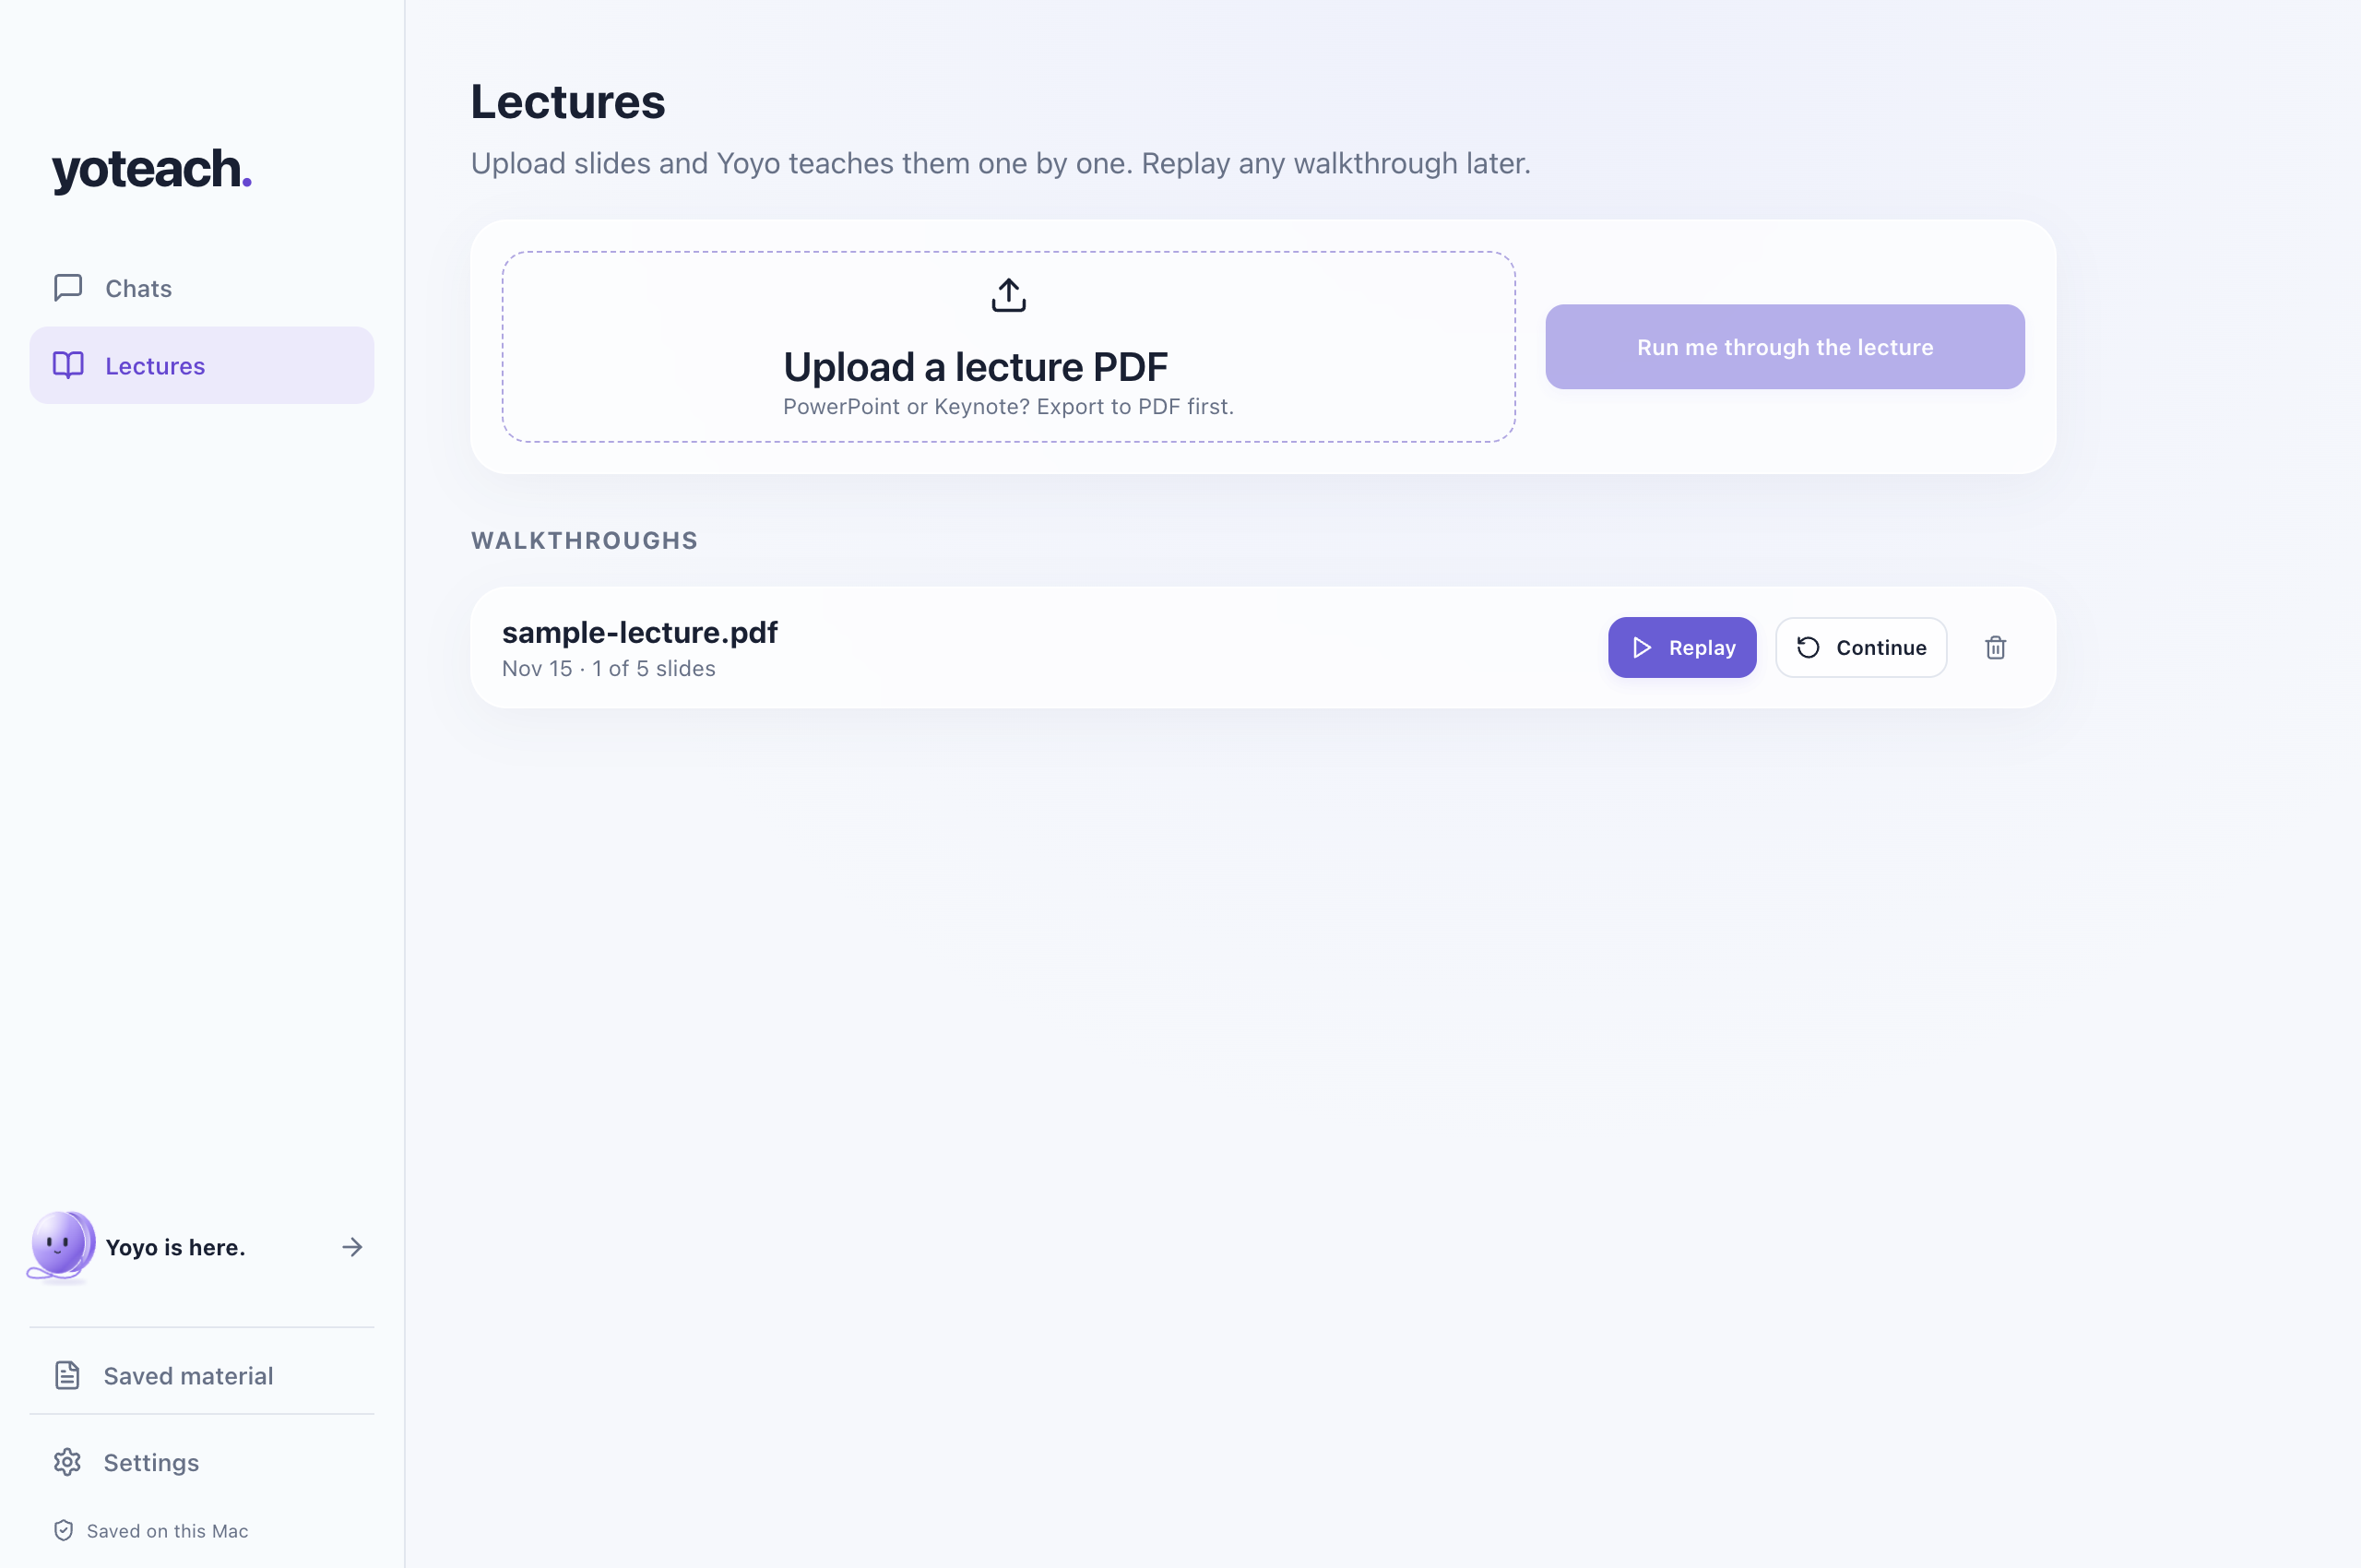 yoteach.
Chats
Lectures
Yoyo is here.
Saved material
Settings
Saved on this Mac
Lectures
Upload slides and Yoyo teaches them one by one. Replay any walkthrough later.
Upload a lecture PDF
PowerPoint or Keynote? Export to PDF first.
Run me through the lecture
WALKTHROUGHS
sample-lecture.pdf
Nov 15 · 1 of 5 slides
Replay
Continue